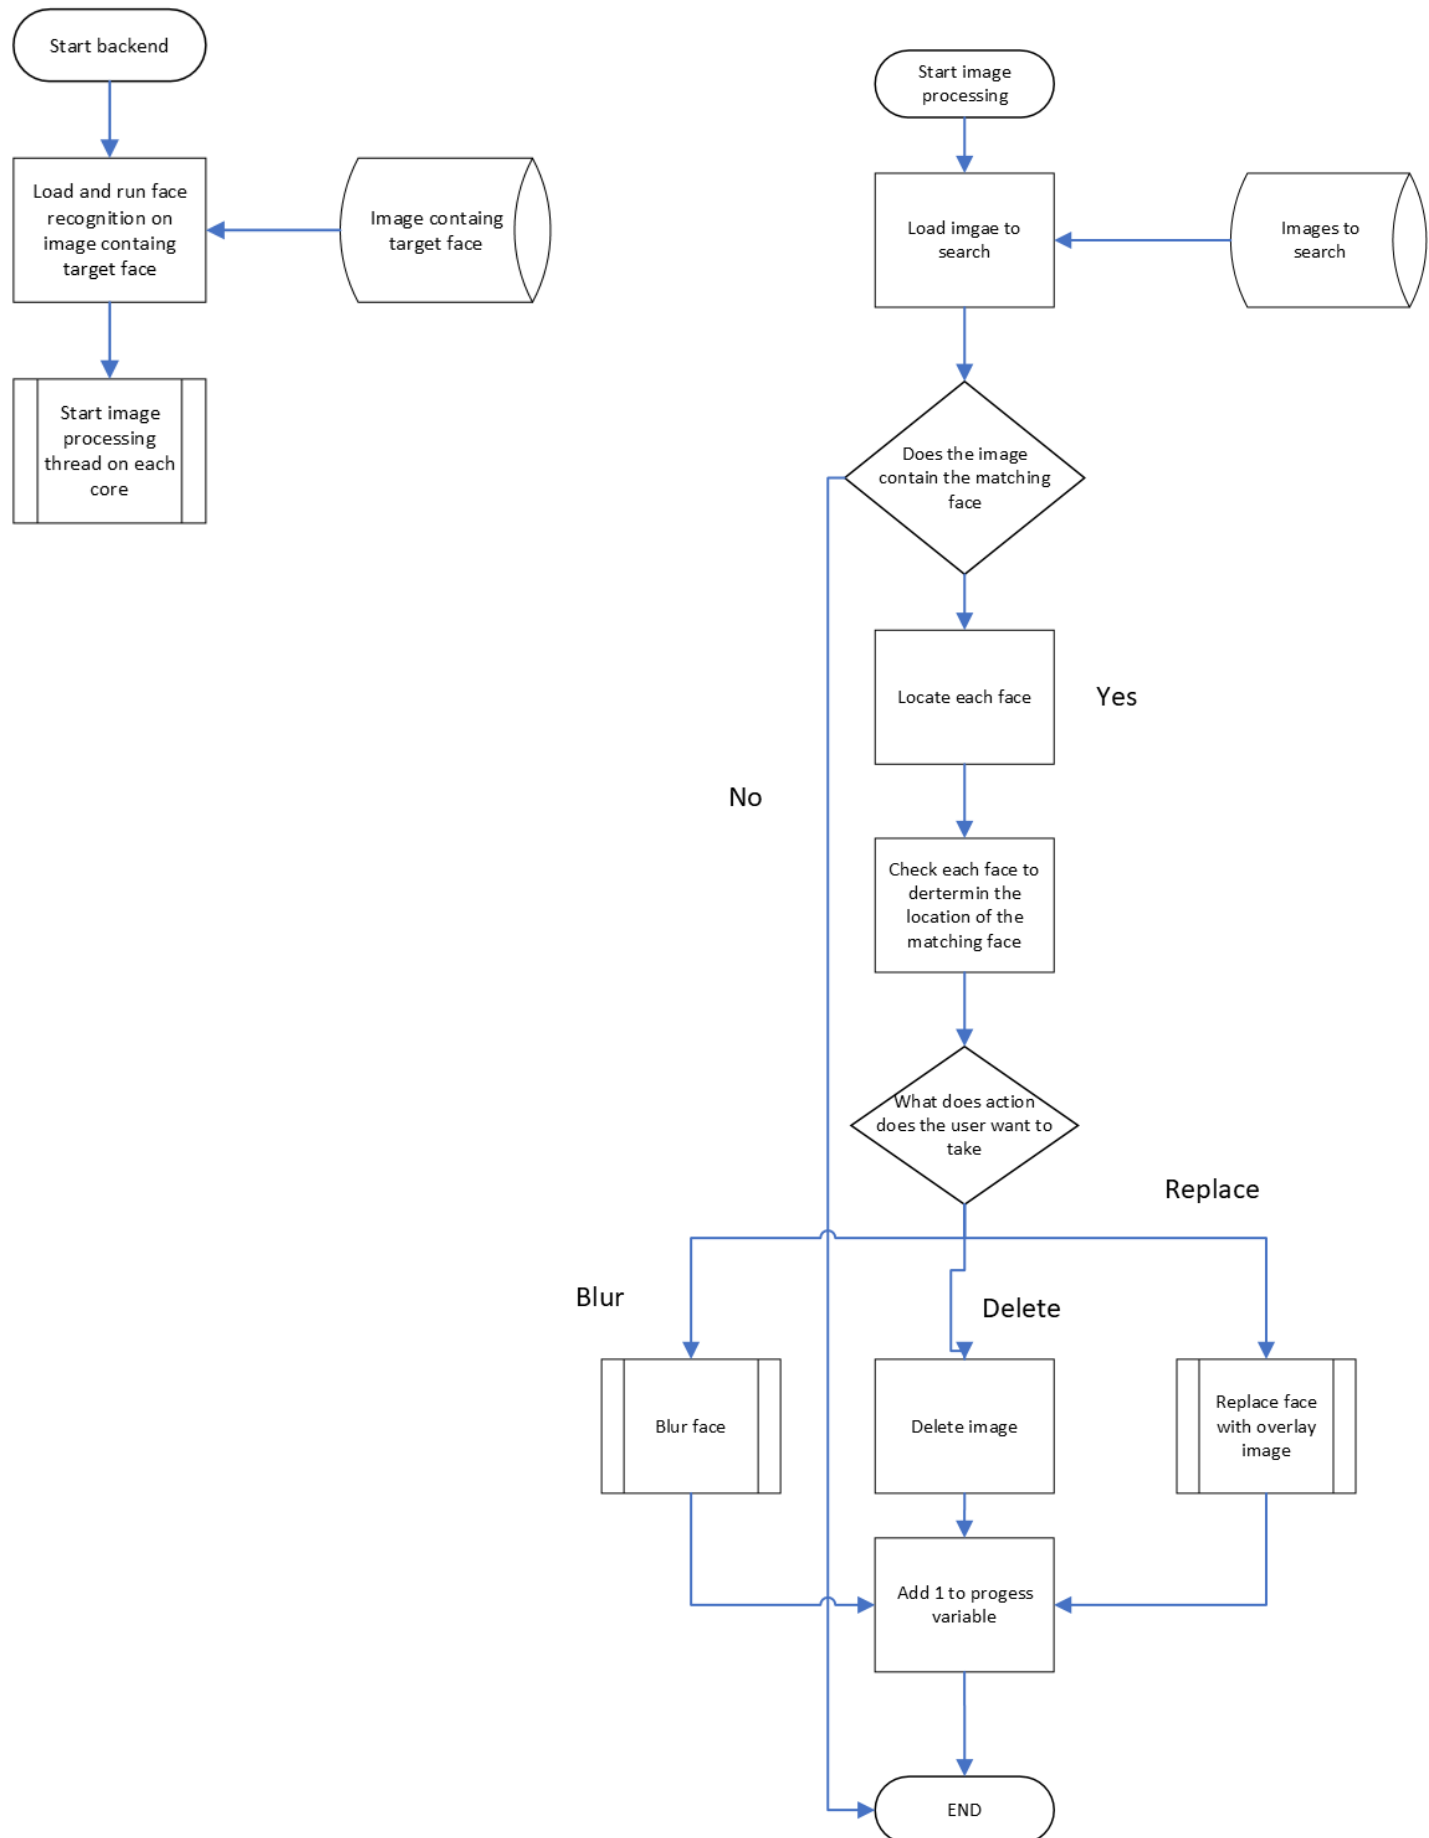 Start backend
Load and run face
recognition on
image containg
target face
Image containg
target face
Start image
processing
thread on each
core
Start image
processing
Load imgae to
search
Images to
search
Does the image
contain the matching
face
Locate each face
Yes
No
Check each face to
dertermin the
location of the
matching face
What does action
does the user want to
take
Replace
Blur
Delete
Blur face
Delete image
Replace face
with overlay
image
Add 1 to progess
variable
END